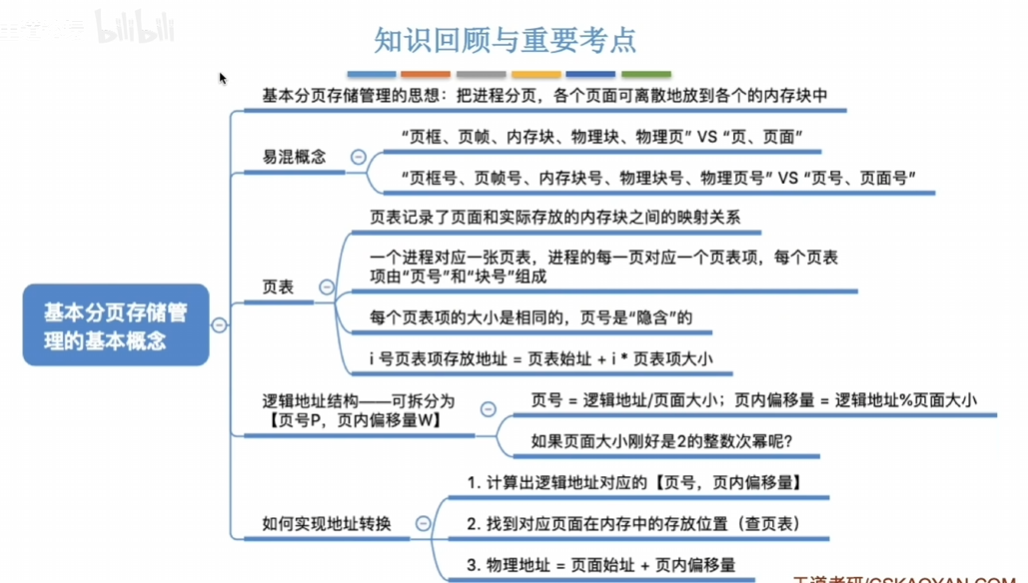 bilibili
知识回顾与重要考点
基本分页存储管理的思想：把进程分页，各个页面可离散地放到各个的内存块中
易混概念
“页框、页帧、内存块、物理块、物理页” VS “页、页面”
“页框号、页帧号、内存块号、物理块号、物理页号” VS “页号、页面号”
页表
页表记录了页面和实际存放的内存块之间的映射关系
一个进程对应一张页表，进程的每一页对应一个页表项，每个页表
项由“页号”和“块号”组成
每个页表项的大小是相同的，页号是“隐含”的
i 号页表项存放地址 = 页表始址 + i * 页表项大小
基本分页存储管
理的基本概念
逻辑地址结构——可拆分为
【页号P，页内偏移量W】
页号 = 逻辑地址/页面大小；页内偏移量 = 逻辑地址%页面大小
如果页面大小刚好是2的整数次幂呢？
如何实现地址转换
1. 计算出逻辑地址对应的【页号，页内偏移量】
2. 找到对应页面在内存中的存放位置（查页表）
3. 物理地址 = 页面始址 + 页内偏移量
王道考研/CSKAOYAN.COM